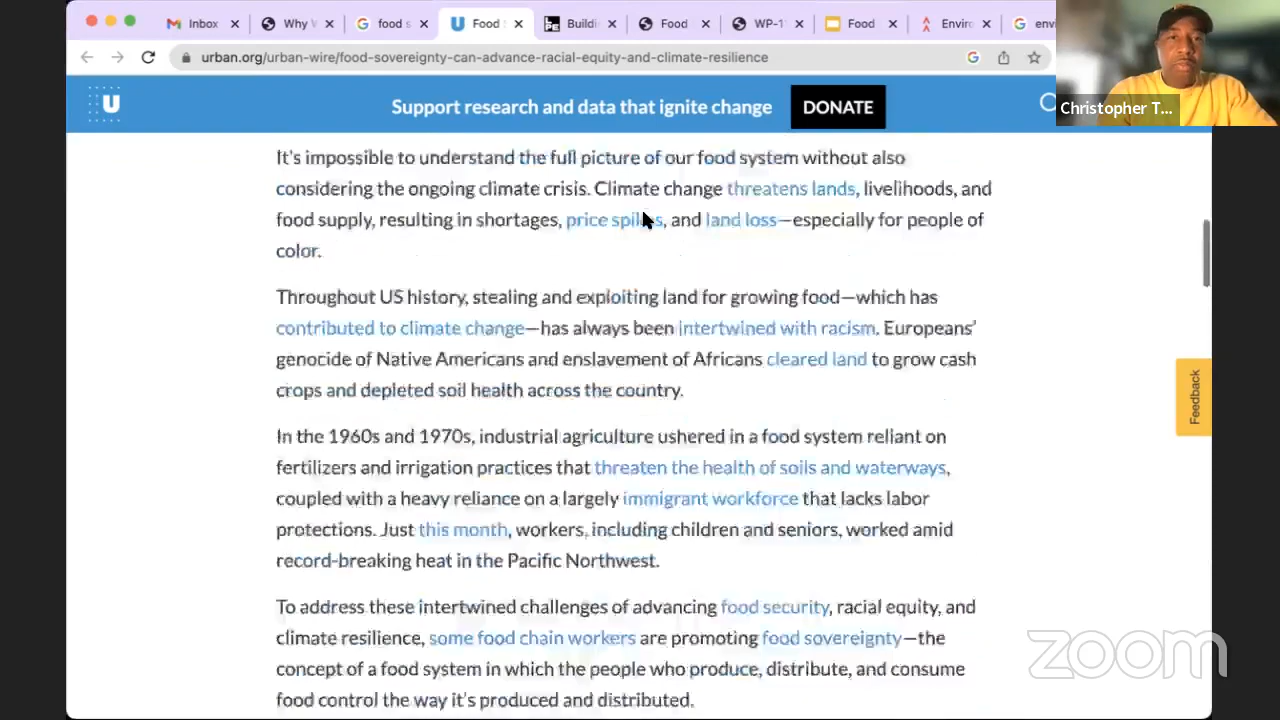 Inbox
Why V
food s
Food
Buildi
Food
WP-1
Food
Enviro
env
urban.org/urban-wire/food-sovereignty-can-advance-racial-equity-and-climate-resilience
Christopher T...
U
Support research and data that ignite change
DONATE
It's impossible to understand the full picture of our food system without also
considering the ongoing climate crisis. Climate change threatens lands, livelihoods, and
food supply, resulting in shortages, price spikes, and land loss—especially for people of
color.
Throughout US history, stealing and exploiting land for growing food—which has
contributed to climate change—has always been intertwined with racism. Europeans'
genocide of Native Americans and enslavement of Africans cleared land to grow cash
crops and depleted soil health across the country.
Feedback
In the 1960s and 1970s, industrial agriculture ushered in a food system reliant on
fertilizers and irrigation practices that threaten the health of soils and waterways,
coupled with a heavy reliance on a largely immigrant workforce that lacks labor
protections. Just this month, workers, including children and seniors, worked amid
record-breaking heat in the Pacific Northwest.
To address these intertwined challenges of advancing food security, racial equity, and
climate resilience, some food chain workers are promoting food sovereignty—the
concept of a food system in which the people who produce, distribute, and consume
food control the way it's produced and distributed.
zoom